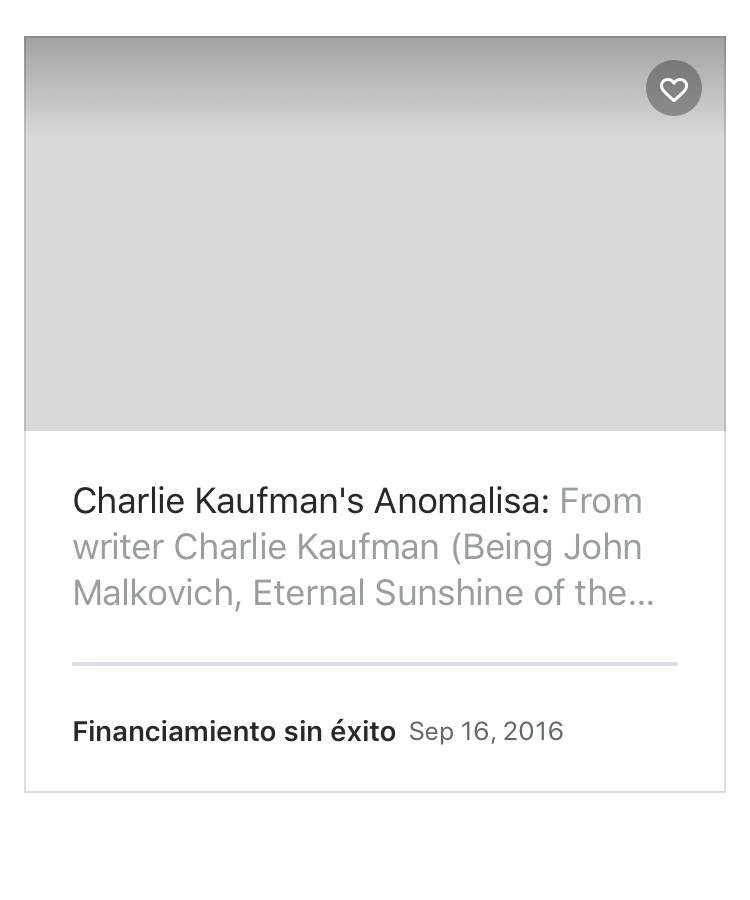 Charlie Kaufman's Anomalisa: From
writer Charlie Kaufman (Being John
Malkovich, Eternal Sunshine of the...
Financiamiento sin éxito Sep 16, 2016